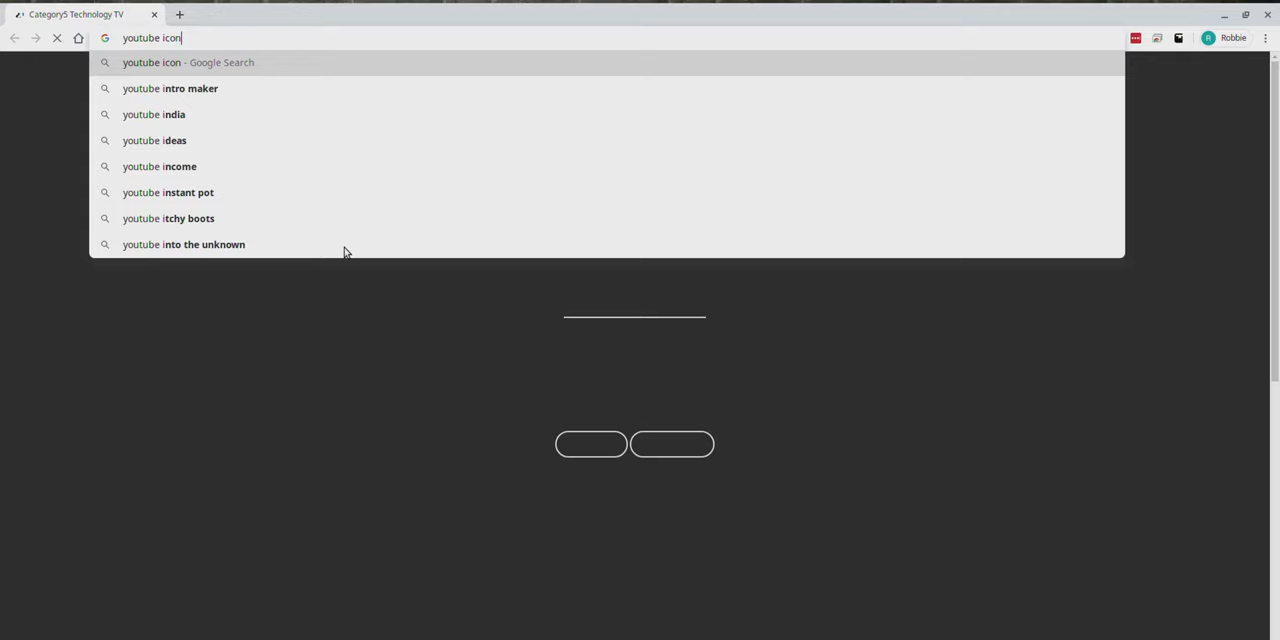 Category5 Technology TV
youtube icon
R Robbie
youtube icon - Google Search
youtube intro maker
youtube india
youtube ideas
youtube income
youtube instant pot
youtube itchy boots
youtube into the unknown